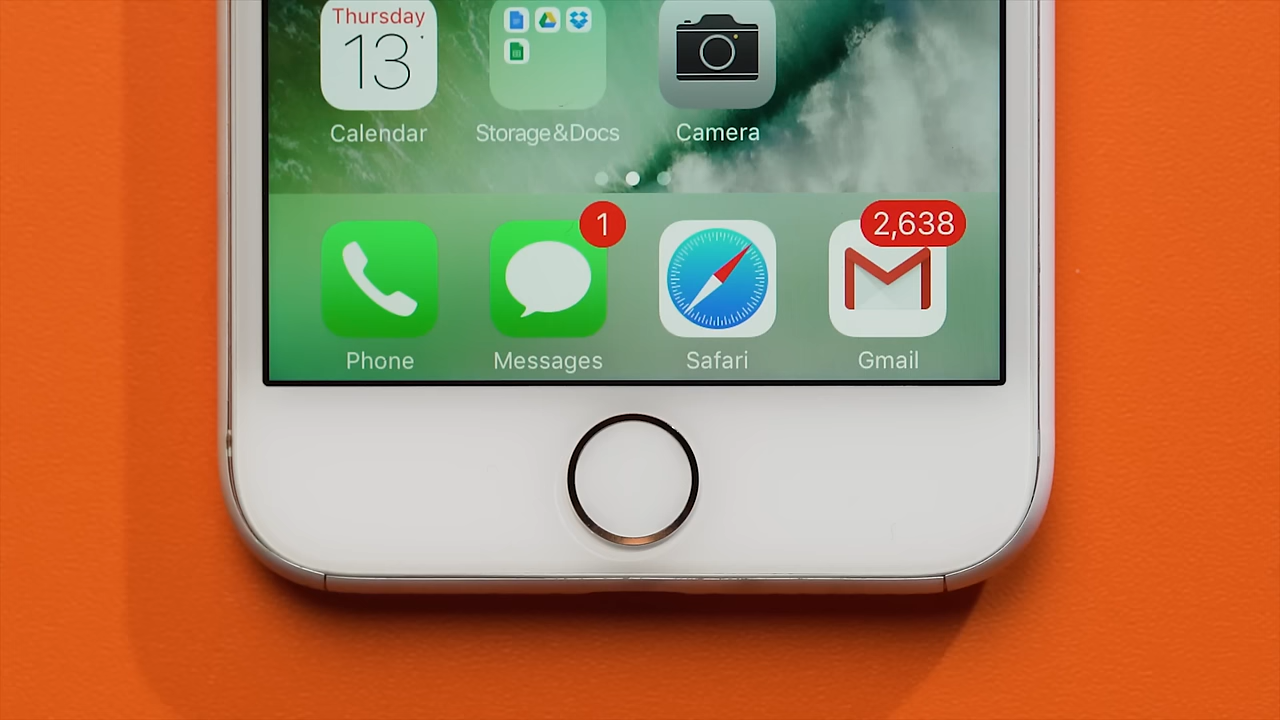 Thursday
13
Calendar
Storage&Docs
Camera
1
2,638
Phone
Messages
Safari
Gmail